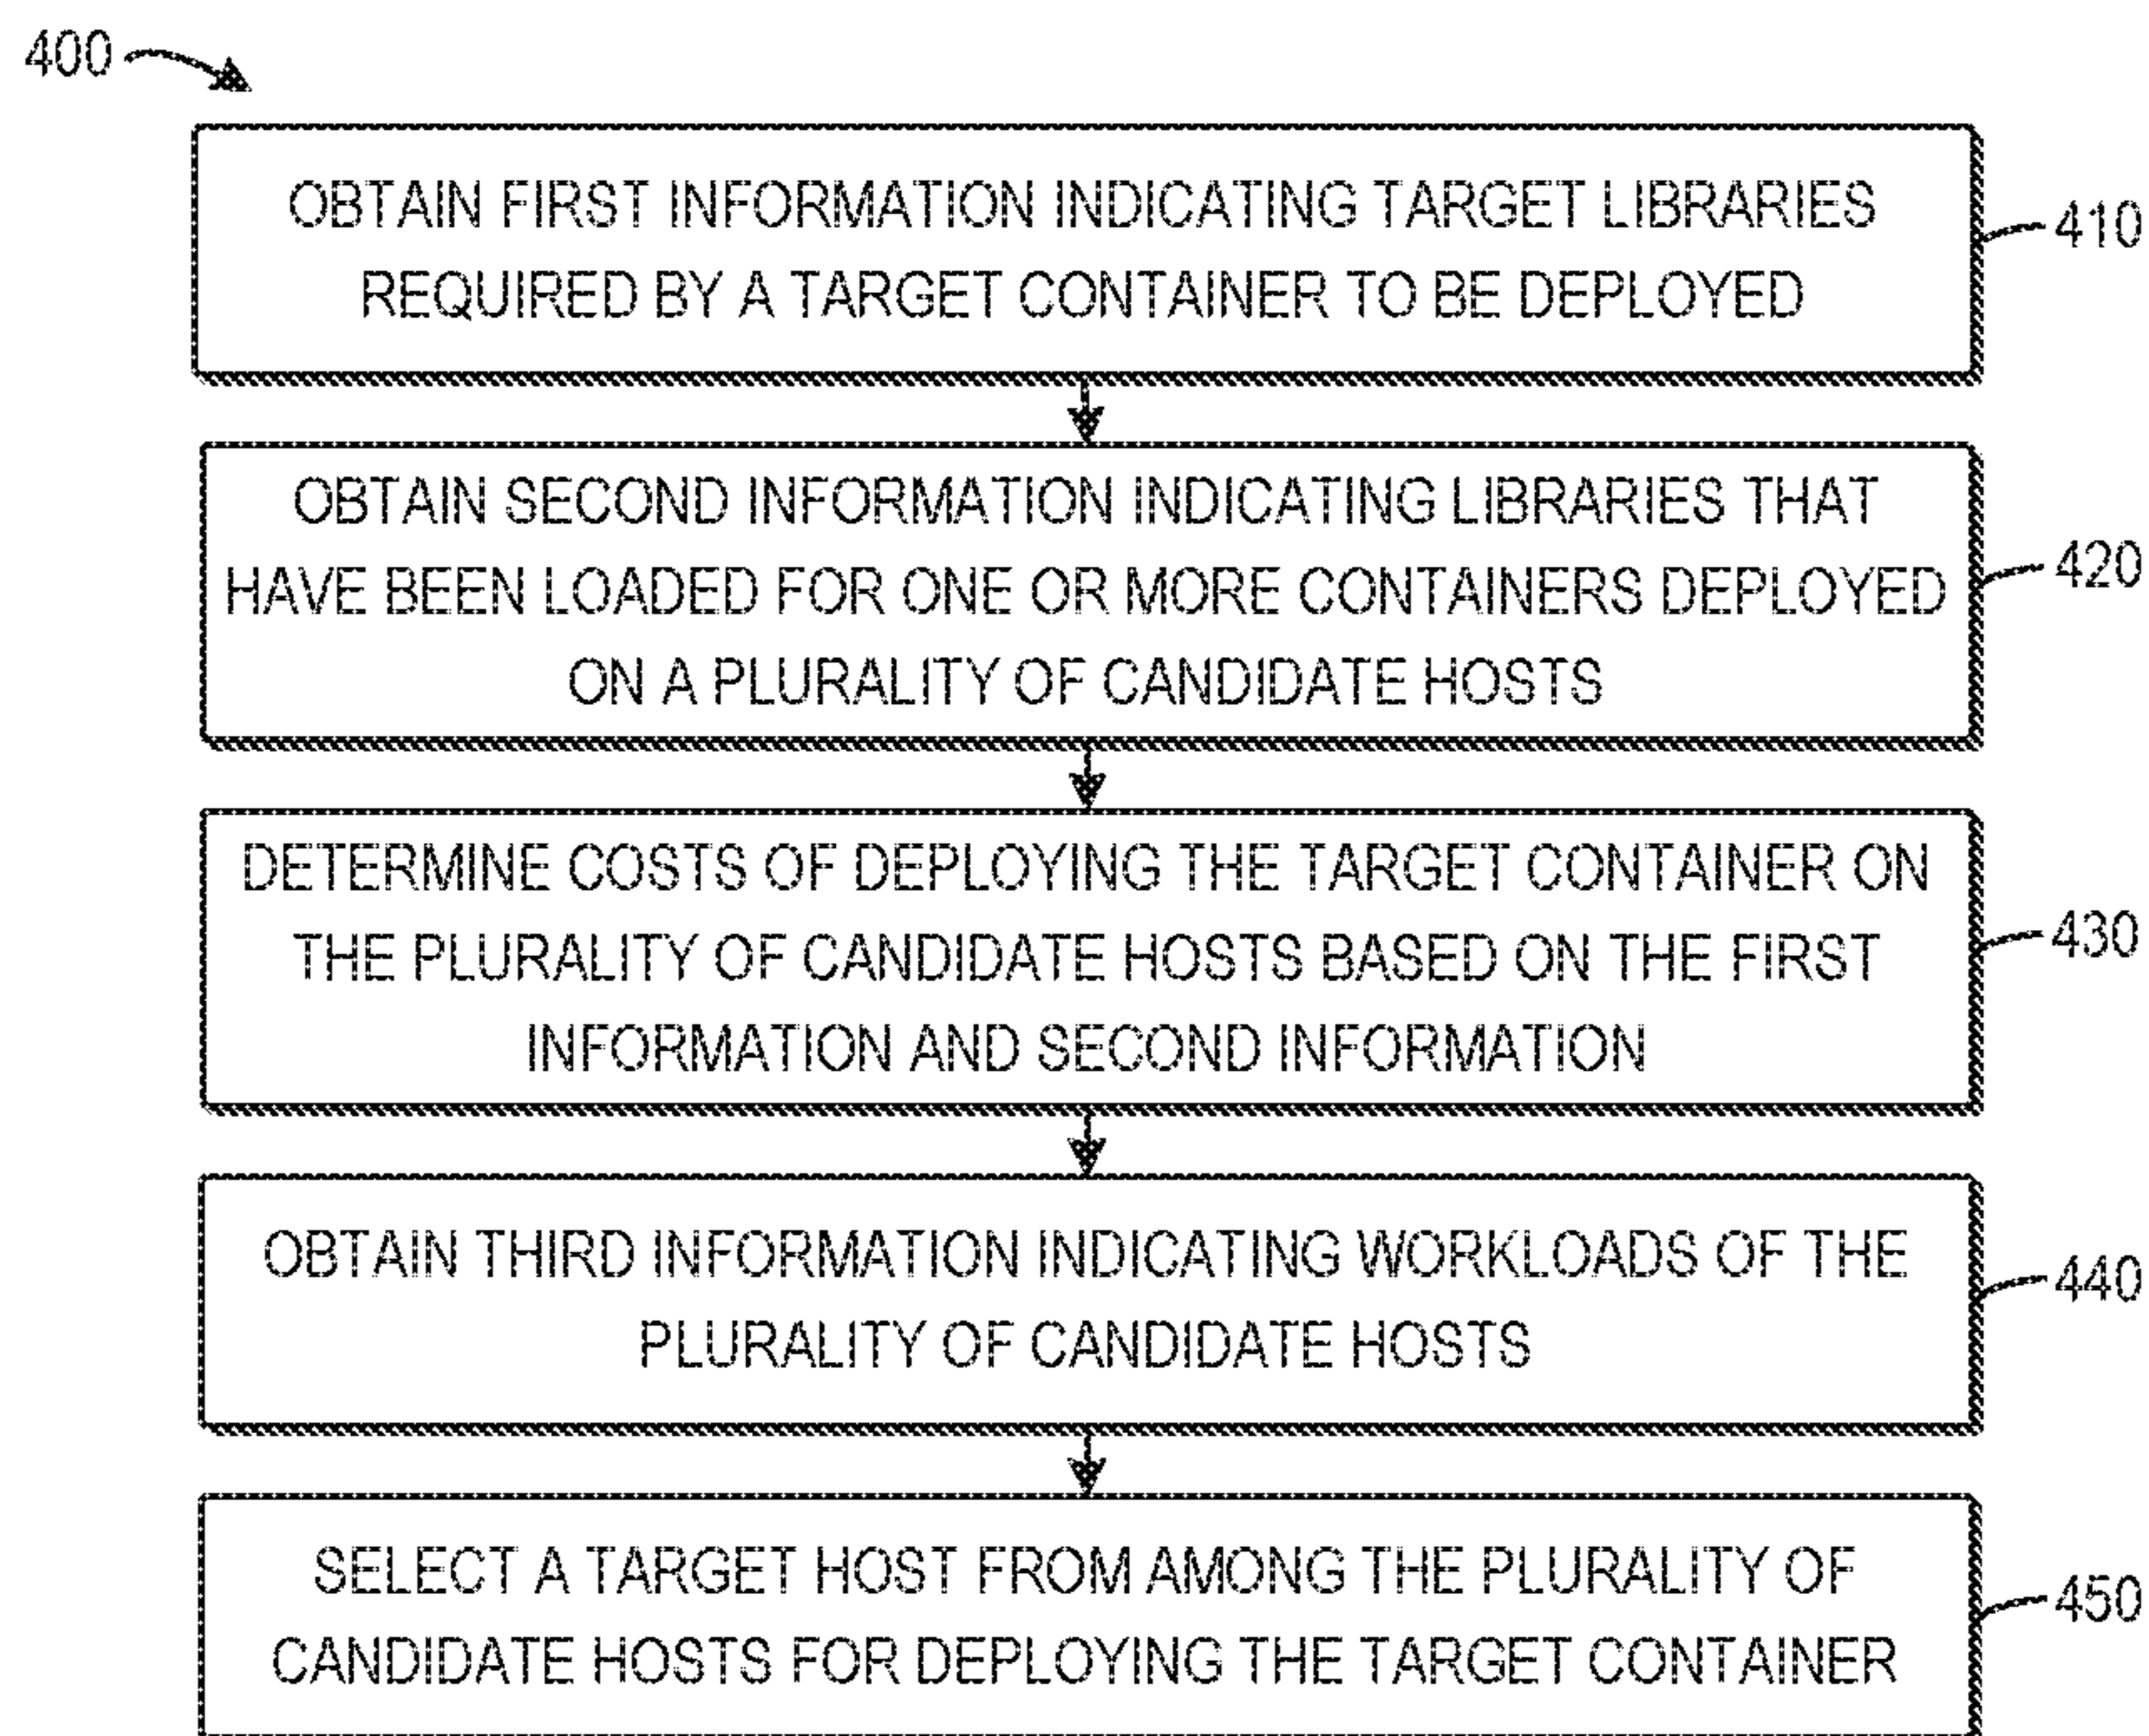 400
OBTAIN FIRST INFORMATION INDICATING TARGET LIBRARIES
REQUIRED BY A TARGET CONTAINER TO BE DEPLOYED
410
OBTAIN SECOND INFORMATION INDICATING LIBRARIES THAT
HAVE BEEN LOADED FOR ONE OR MORE CONTAINERS DEPLOYED
ON A PLURALITY OF CANDIDATE HOSTS
420
DETERMINE COSTS OF DEPLOYING THE TARGET CONTAINER ON
THE PLURALITY OF CANDIDATE HOSTS BASED ON THE FIRST
INFORMATION AND SECOND INFORMATION
430
OBTAIN THIRD INFORMATION INDICATING WORKLOADS OF THE
PLURALITY OF CANDIDATE HOSTS
440
SELECT A TARGET HOST FROM AMONG THE PLURALITY OF
CANDIDATE HOSTS FOR DEPLOYING THE TARGET CONTAINER
450